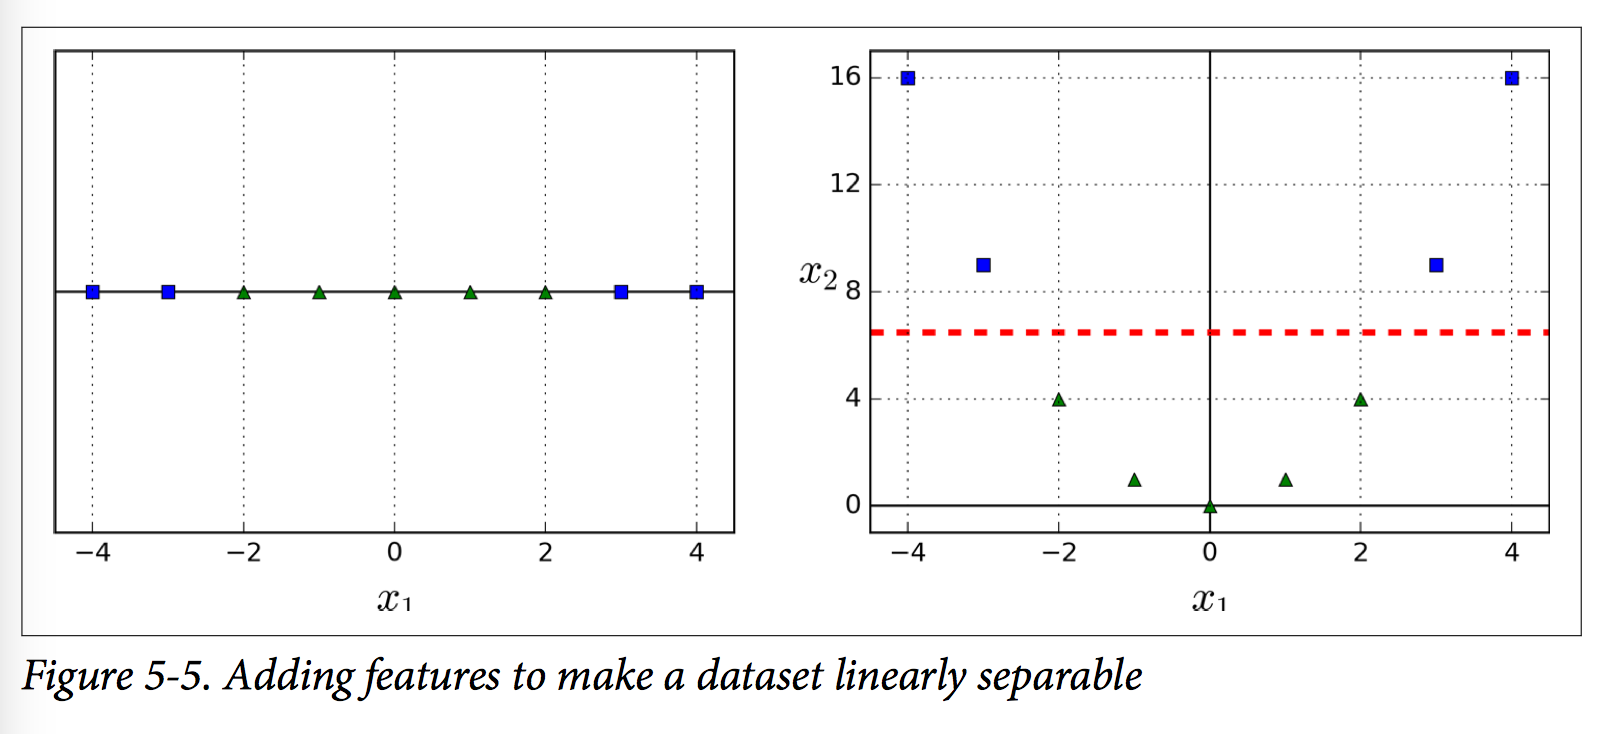 −4 −2 0 2 4
x₁
16
12
x₂
8
4
0
−4 −2 0 2 4
x₁
Figure 5-5. Adding features to make a dataset linearly separable